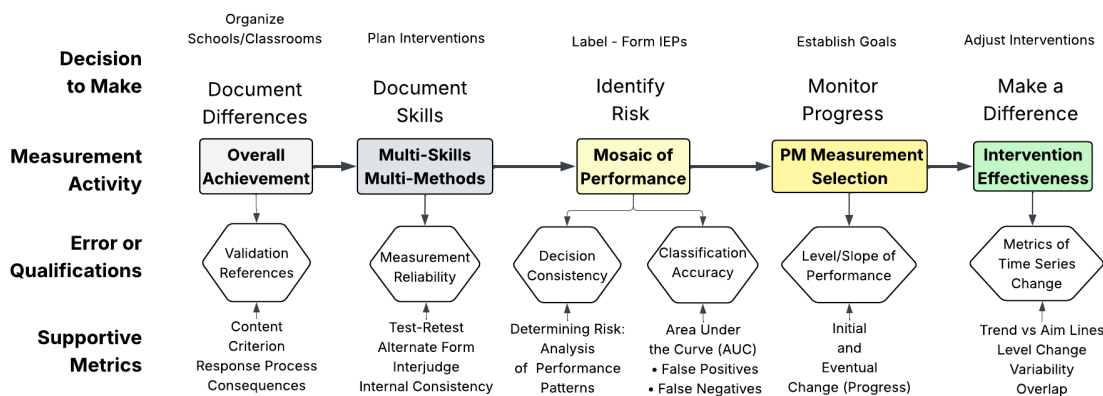 Decision
to Make
Organize
Schools/Classrooms
Plan Interventions
Label - Form IEPs
Establish Goals
Adjust Interventions
Document
Differences
Document
Skills
Identify
Risk
Monitor
Progress
Make a
Difference
Measurement
Activity
Overall
Achievement
Multi-Skills
Multi-Methods
Mosaic of
Performance
PM Measurement
Selection
Intervention
Effectiveness
Error or
Qualifications
Validation
References
Measurement
Reliability
Decision
Consistency
Classification
Accuracy
Level/Slope of
Performance
Metrics of
Time Series
Change
Supportive
Metrics
Content
Criterion
Response Process
Consequences
Test-Retest
Alternate Form
Interjudge
Internal Consistency
Determining Risk:
Analysis
of Performance
Patterns
Area Under
the Curve (AUC)
• False Positives
• False Negatives
Initial
and
Eventual
Change (Progress)
Trend vs Aim Lines
Level Change
Variability
Overlap